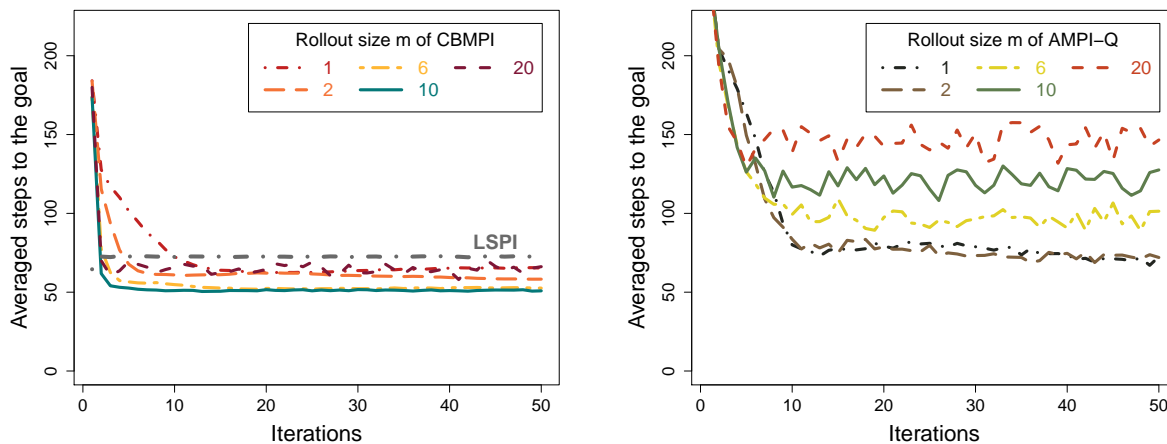 Rollout size m of CBMPI
1 6 20
2 10
LSPI
Averaged steps to the goal
0 50 100 150 200
0 10 20 30 40 50
Iterations
Rollout size m of AMPI−Q
1 6 20
2 10
Averaged steps to the goal
0 50 100 150 200
0 10 20 30 40 50
Iterations